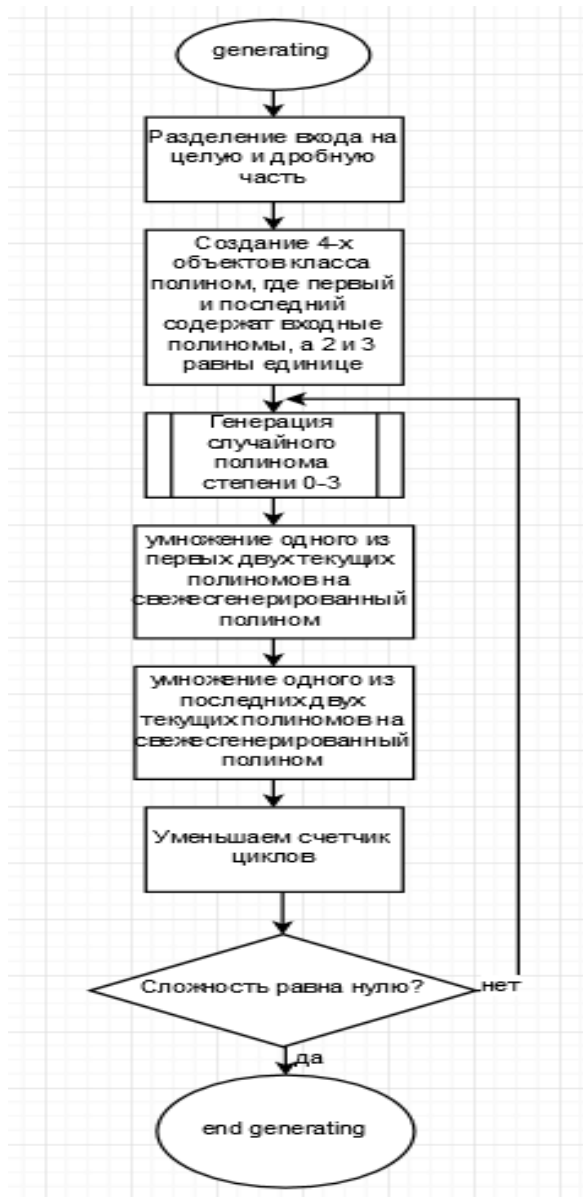 generating
Разделение входа на
целую и дробную
часть
Создание 4-х
объектов класса
полином, где первый
и последний
содержат входные
полиномы, а 2 и 3
равны единице
Генерация
случайного
полинома
степени 0-3
умножение одного из
первых двух текущих
полиномов на
свежесгенерированный
полином
умножение одного из
последних двух
текущих полиномов на
свежесгенерированный
полином
Уменьшаем счетчик
циклов
Сложность равна нулю?
нет
да
end generating